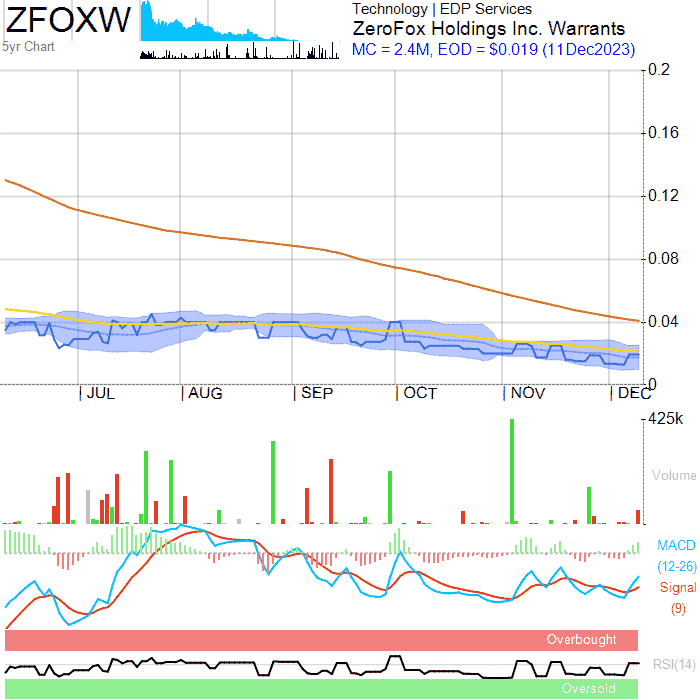 ZFOXW
5yr Chart
Technology | EDP Services
ZeroFox Holdings Inc. Warrants
MC = 2.4M, EOD = $0.019 (11Dec2023)
0.2
0.16
0.12
0.08
0.04
0
JUL AUG SEP OCT NOV DEC
425k
Volume
MACD
(12-26)
Signal
(9)
Overbought
RSI(14)
Oversold